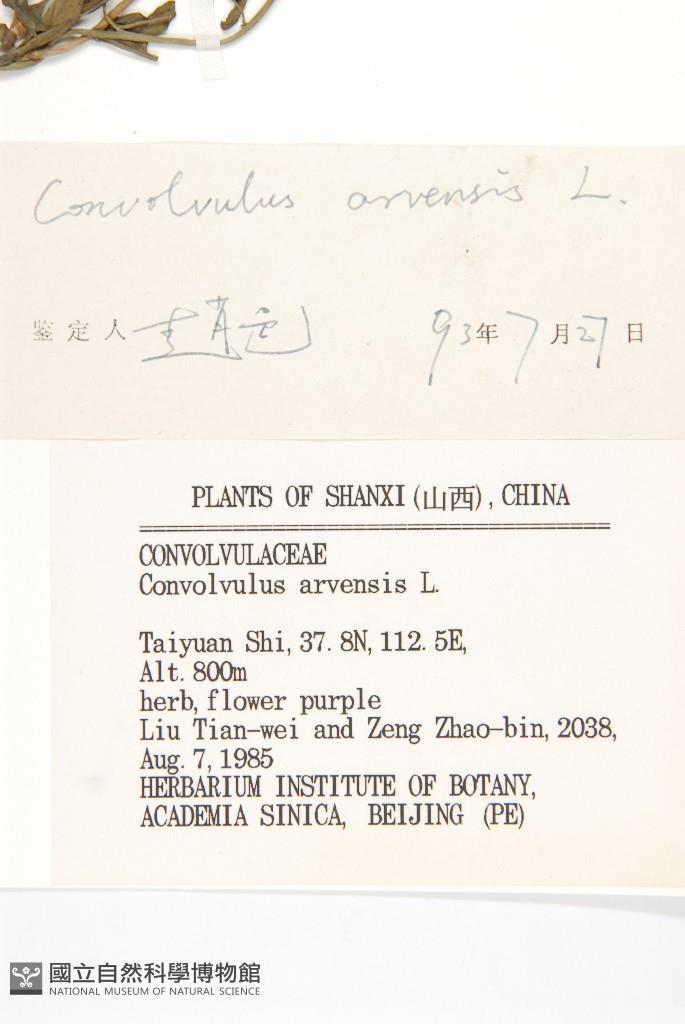 Convolvulus arvensis L.
鉴定人 93年7月27日
PLANTS OF SHANXI (山西), CHINA
CONVOLVULACEAE
Convolvulus arvensis L.
Taiyuan Shi, 37.8N, 112.5E,
Alt. 800m
herb, flower purple
Liu Tian-wei and Zeng Zhao-bin, 2038,
Aug. 7, 1985
HERBARIUM INSTITUTE OF BOTANY,
ACADEMIA SINICA, BEIJING (PE)
國立自然科學博物館
NATIONAL MUSEUM OF NATURAL SCIENCE